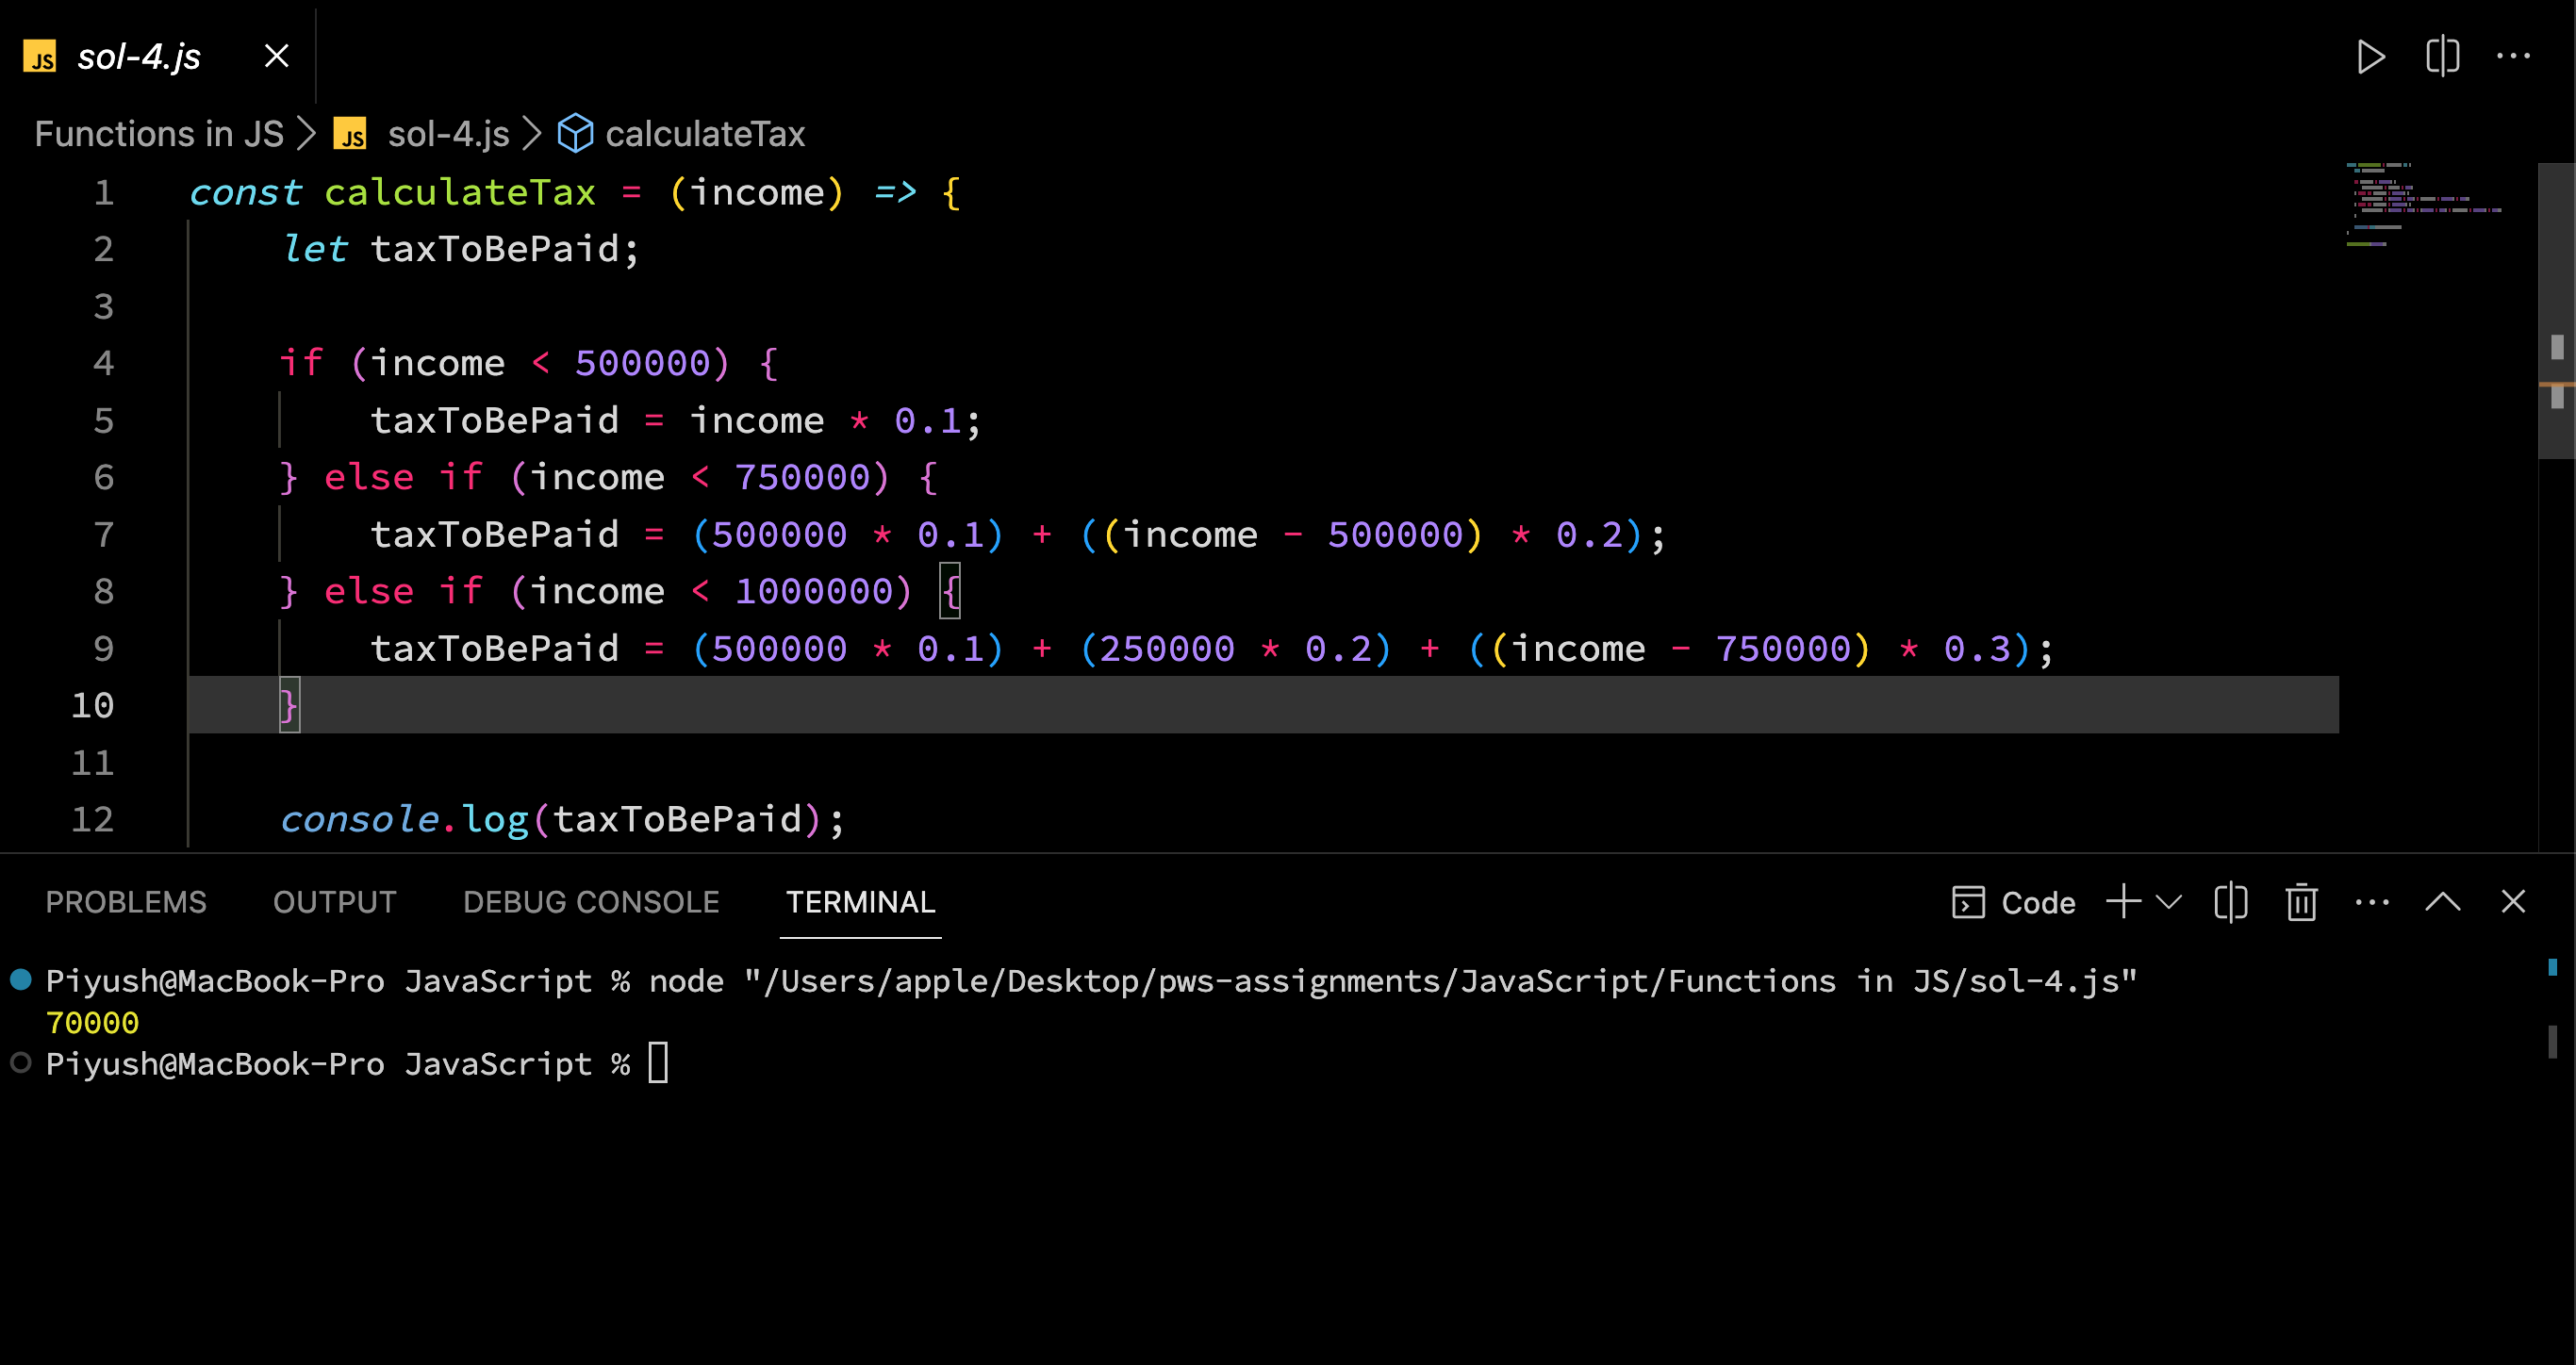 JS sol-4.js
Functions in JS > JS sol-4.js > calculateTax
1 const calculateTax = (income) => {
2     let taxToBePaid;
3
4     if (income < 500000) {
5         taxToBePaid = income * 0.1;
6     } else if (income < 750000) {
7         taxToBePaid = (500000 * 0.1) + ((income - 500000) * 0.2);
8     } else if (income < 1000000) {
9         taxToBePaid = (500000 * 0.1) + (250000 * 0.2) + ((income - 750000) * 0.3);
10     }
11
12     console.log(taxToBePaid);
PROBLEMS OUTPUT DEBUG CONSOLE TERMINAL Code
Piyush@MacBook-Pro JavaScript % node "/Users/apple/Desktop/pws-assignments/JavaScript/Functions in JS/sol-4.js"
70000
Piyush@MacBook-Pro JavaScript %